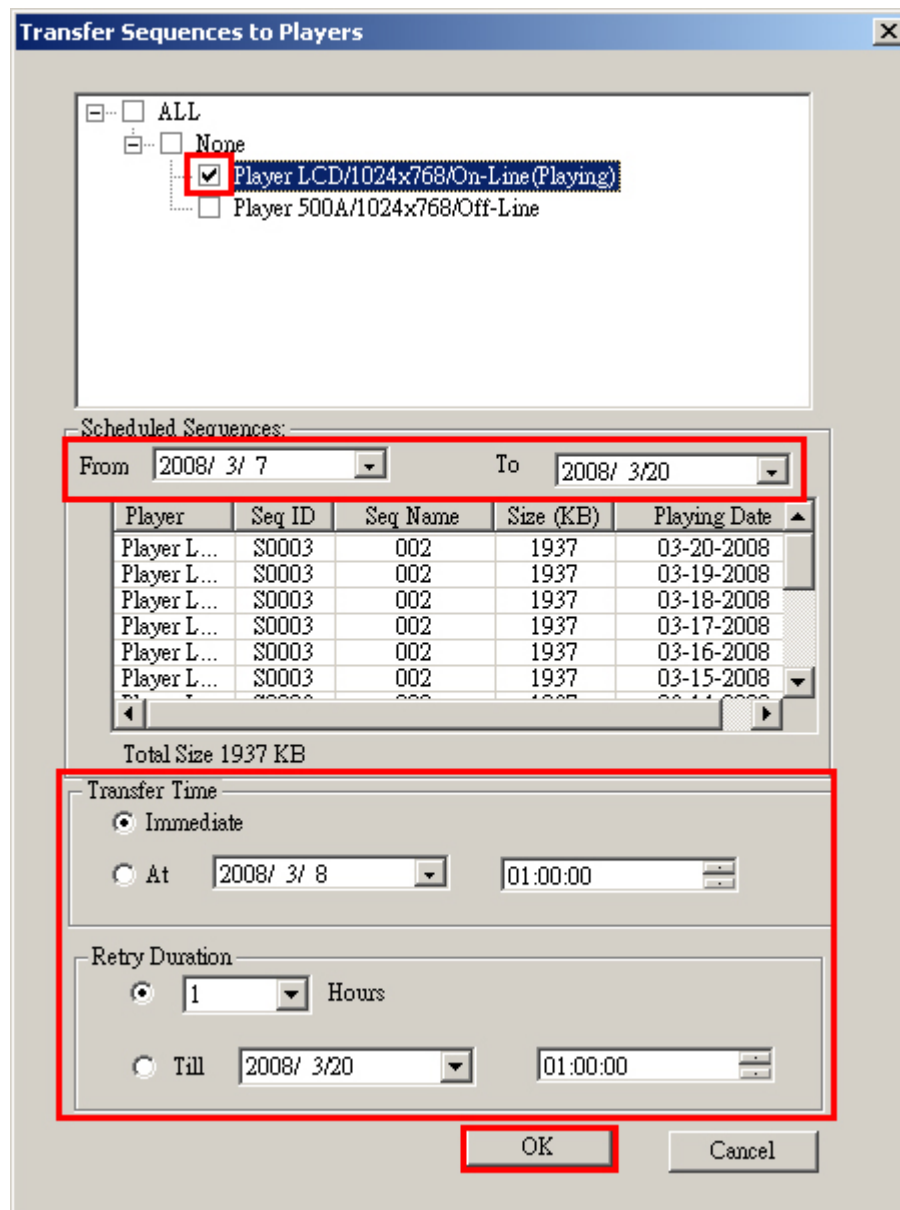 Transfer Sequences to Players
ALL
None
Player LCD/1024x768/On-Line(Playing)
Player 500A/1024x768/Off-Line
Scheduled Sequences:
From 2008/ 3/ 7 To 2008/ 3/20
Player Seq ID Seq Name Size (KB) Playing Date
Player L... S0003 002 1937 03-20-2008
Player L... S0003 002 1937 03-19-2008
Player L... S0003 002 1937 03-18-2008
Player L... S0003 002 1937 03-17-2008
Player L... S0003 002 1937 03-16-2008
Player L... S0003 002 1937 03-15-2008
Total Size 1937 KB
Transfer Time
Immediate
At 2008/ 3/ 8 01:00:00
Retry Duration
1 Hours
Till 2008/ 3/20 01:00:00
OK Cancel